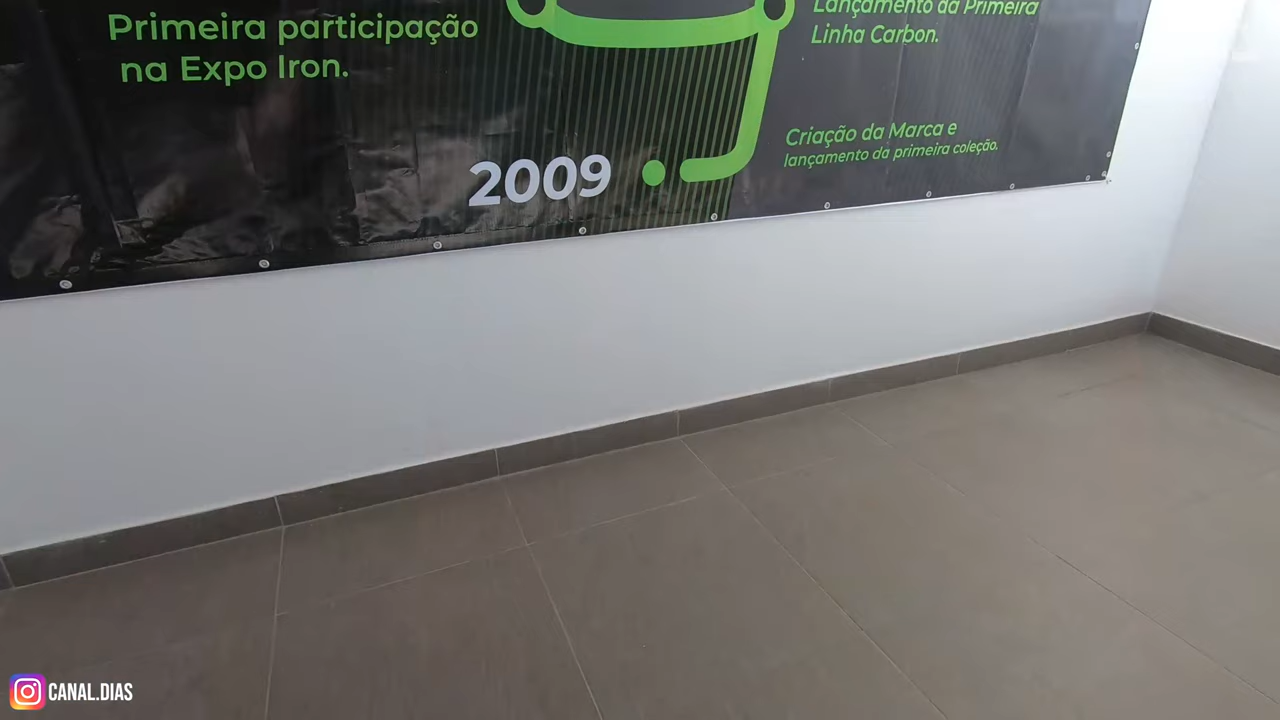 Primeira participação
na Expo Iron.
Lançamento da Primeira
Linha Carbon.
Criação da Marca e
lançamento da primeira coleção.
2009
CANAL.DIAS